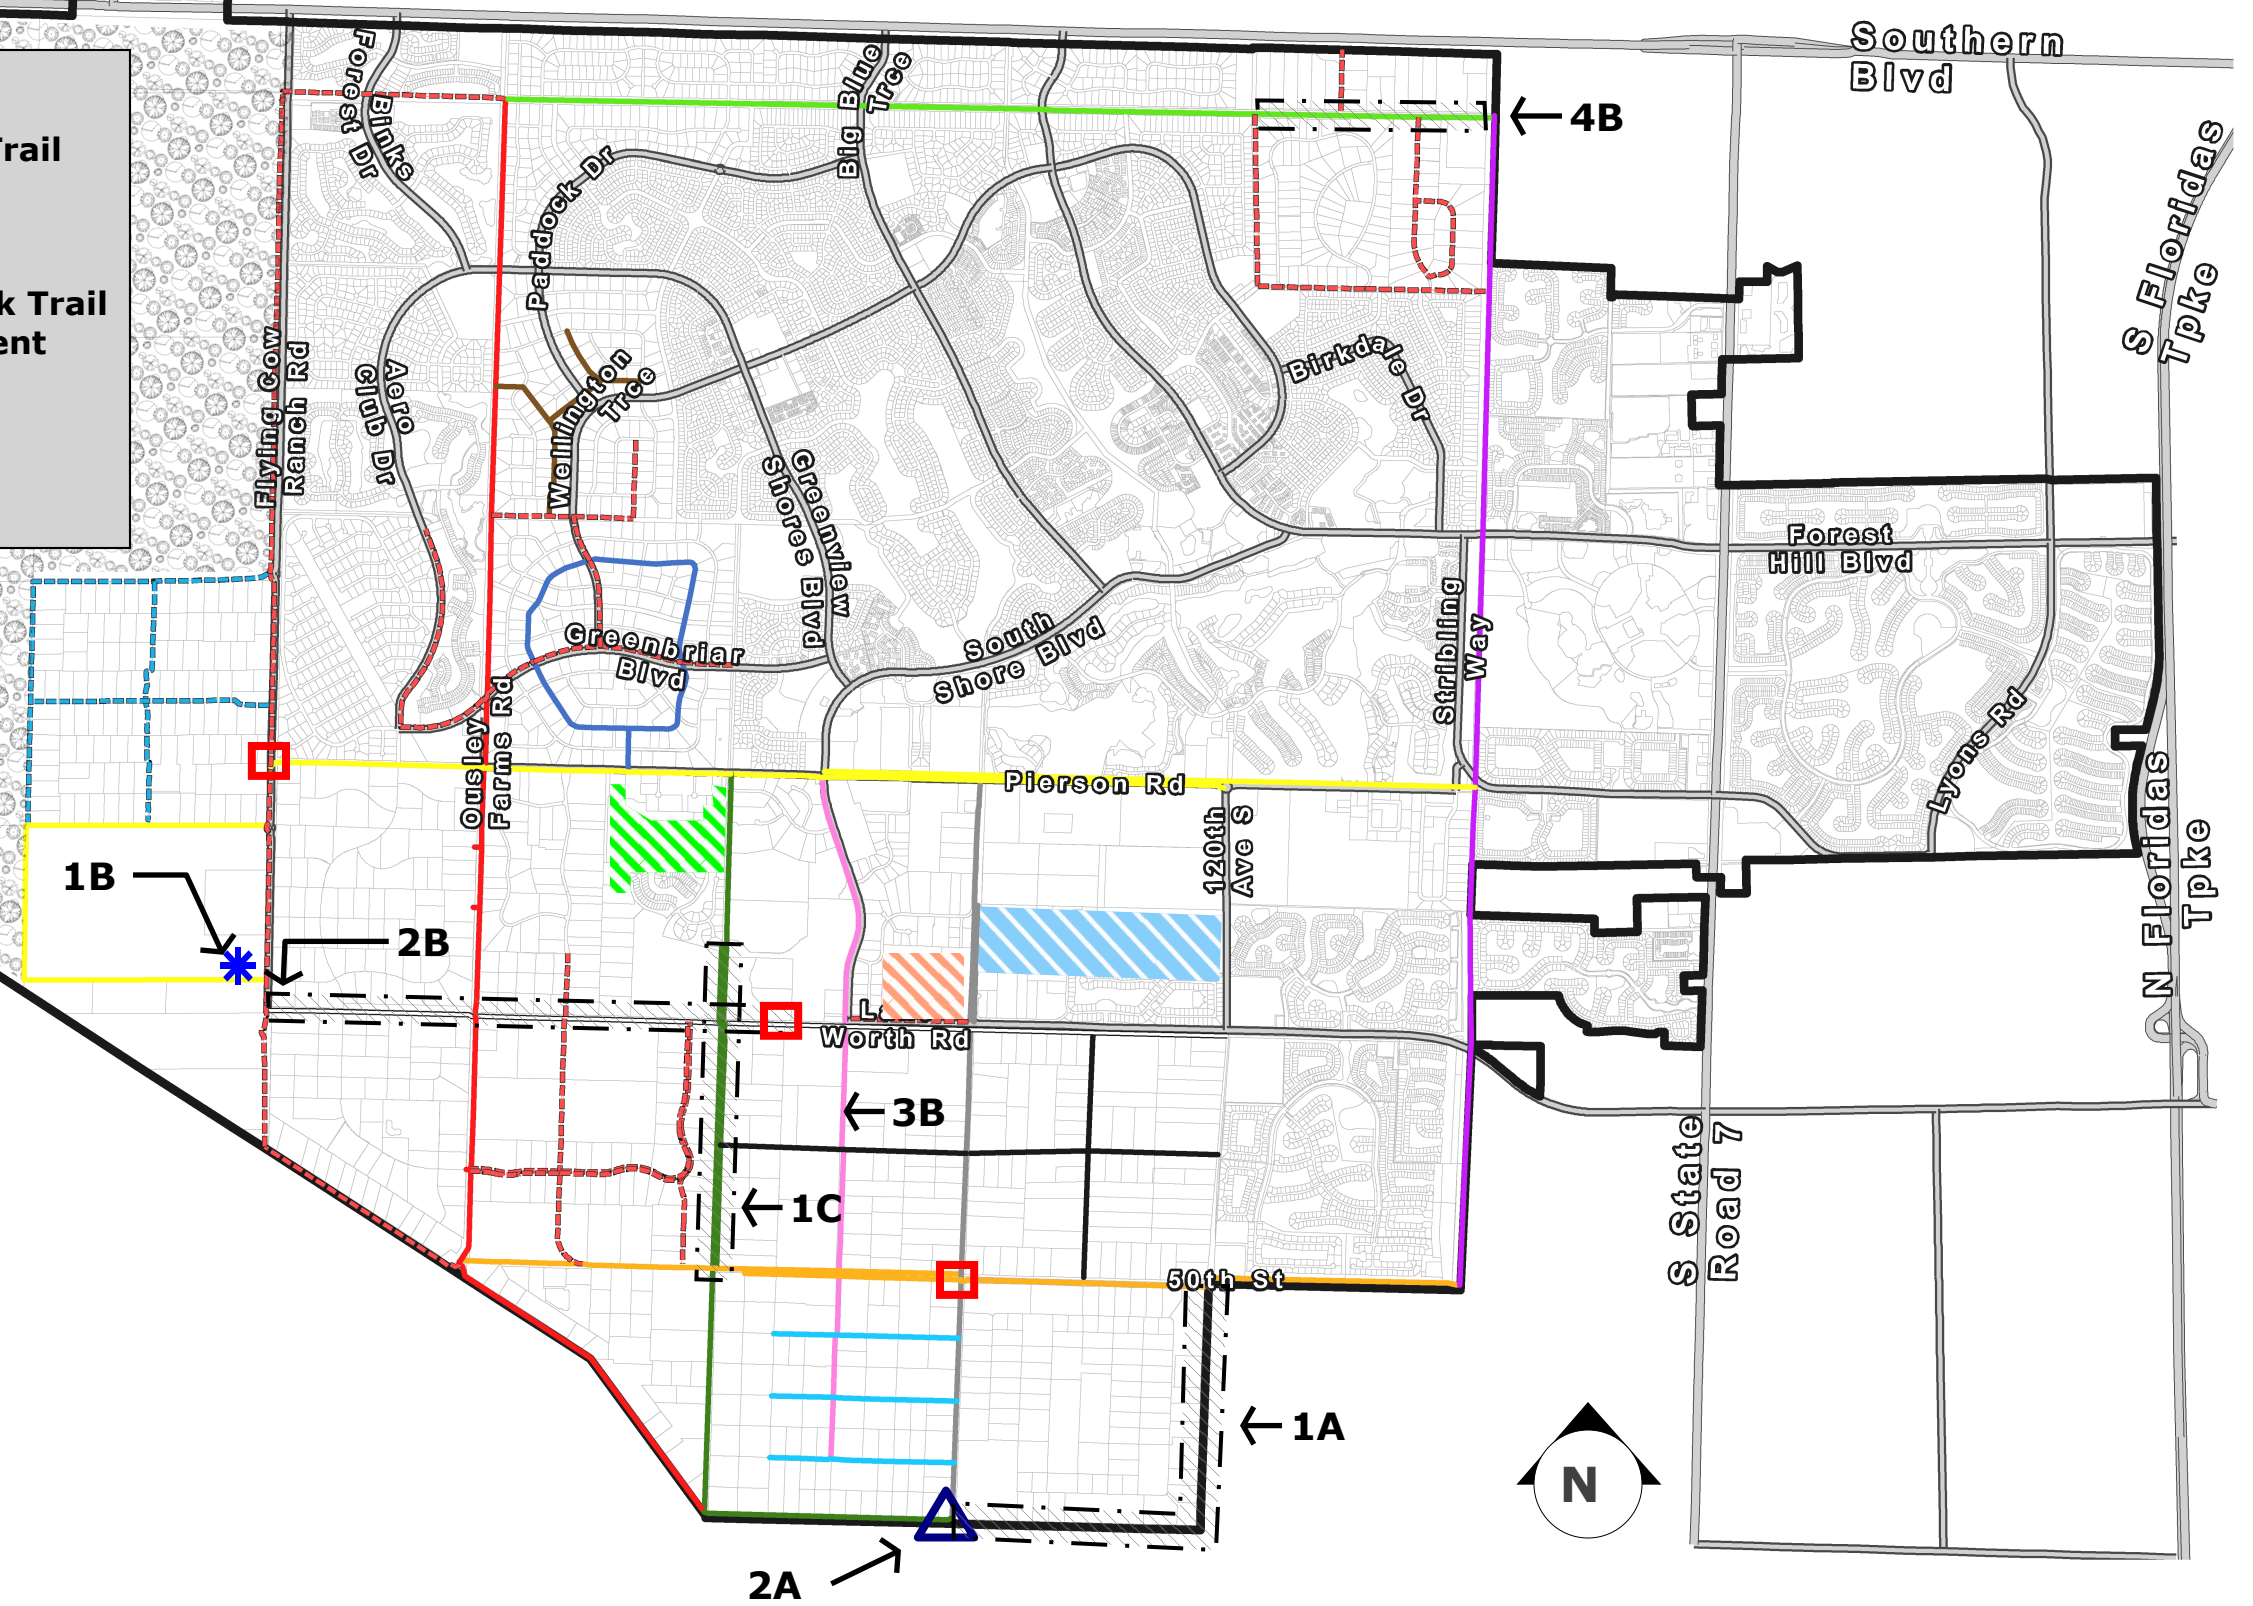 Southern
Blvd
4B
Forest
Blinks
Dr
Big Blue
Trce
Trail
k Trail
ent
Paddock Dr
S Floridas
Tpke
Flying Cow
Ranch Rd
Aero
Club Dr
Wellington
Trce
Birkdale Dr
Greenview
Shores Blvd
Forest
Hill Blvd
Greenbriar
Blvd
South
Shore Blvd
Stribling
Way
Ousley
Farms Rd
Lyons Rd
Pierson Rd
120th
Ave S
N Floridas
Tpke
1B
2B
Worth Rd
3B
1C
S State
Road 7
50th St
1A
N
2A